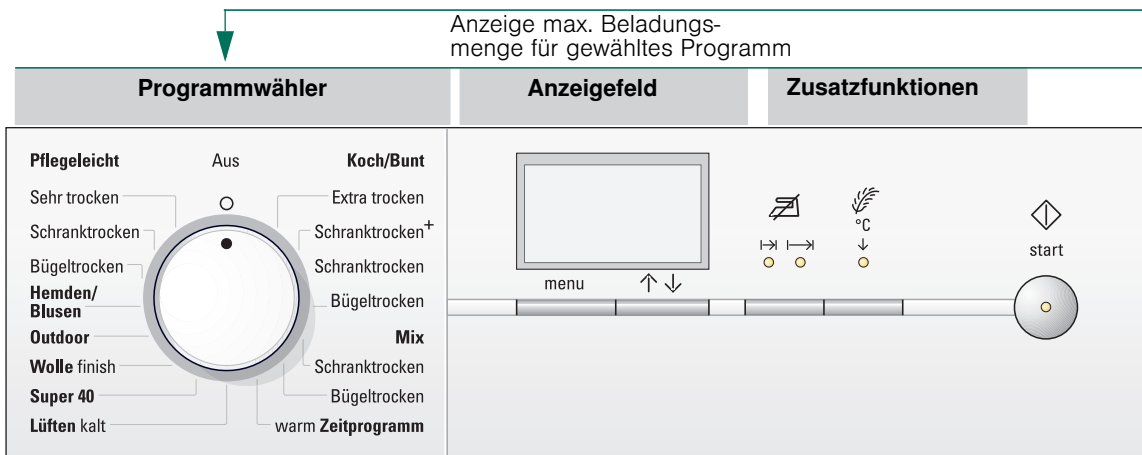 Anzeige max. Beladungs-
menge für gewähltes Programm
Programmwähler
Anzeigefeld
Zusatzfunktionen
Pflegeleicht
Aus
Koch/Bunt
Sehr trocken
Extra trocken
Schranktrocken
Schranktrocken+
Bügeltrocken
Schranktrocken
Hemden/
Blusen
Bügeltrocken
Outdoor
Mix
Wolle finish
Schranktrocken
Super 40
Bügeltrocken
Lüften kalt
warm Zeitprogramm
menu
°C
start